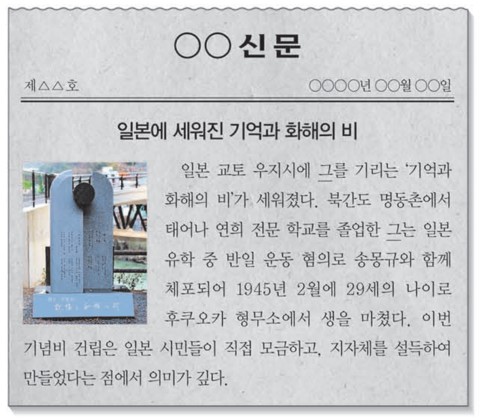 ○○신문
제△△호 ○○○○년 ○○월 ○○일
일본에 세워진 기억과 화해의 비
일본 교토 우지시에 그를 기리는 ‘기억과
화해의 비’가 세워졌다. 북간도 명동촌에서
태어나 연희 전문 학교를 졸업한 그는 일본
유학 중 반일 운동 혐의로 송몽규와 함께
체포되어 1945년 2월에 29세의 나이로
후쿠오카 형무소에서 생을 마쳤다. 이번
기념비 건립은 일본 시민들이 직접 모금하고, 지자체를 설득하여
만들었다는 점에서 의미가 깊다.